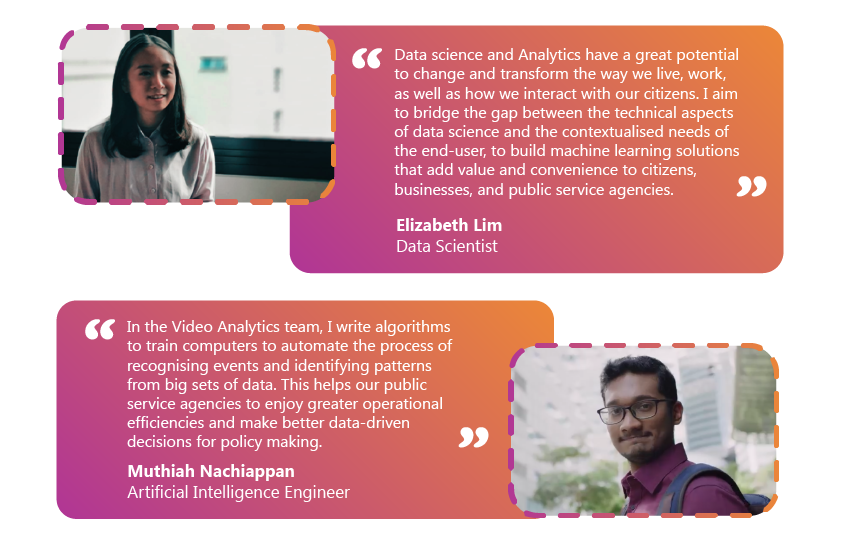 “ Data science and Analytics have a great potential
to change and transform the way we live, work,
as well as how we interact with our citizens. I aim
to bridge the gap between the technical aspects
of data science and the contextualised needs of
the end-user, to build machine learning solutions
that add value and convenience to citizens,
businesses, and public service agencies. ”
Elizabeth Lim
Data Scientist
“ In the Video Analytics team, I write algorithms
to train computers to automate the process of
recognising events and identifying patterns
from big sets of data. This helps our public
service agencies to enjoy greater operational
efficiencies and make better data-driven
decisions for policy making. ”
Muthiah Nachiappan
Artificial Intelligence Engineer